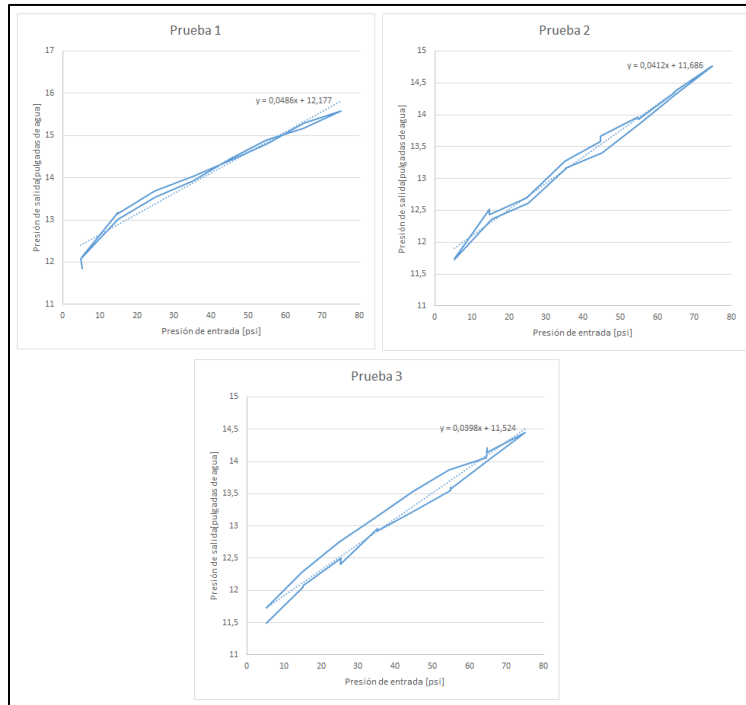 Prueba 1
17
16
15
14
13
12
11
0 10 20 30 40 50 60 70 80
Presión de salida[pulgadas de agua]
Presión de entrada [psi]
y = 0,0486x + 12,177
Prueba 2
15
14,5
14
13,5
13
12,5
12
11,5
11
0 10 20 30 40 50 60 70 80
Presión de salida[pulgadas de agua]
Presión de entrada [psi]
y = 0,0412x + 11,686
Prueba 3
15
14,5
14
13,5
13
12,5
12
11,5
11
0 10 20 30 40 50 60 70 80
Presión de salida[pulgadas de agua]
Presión de entrada [psi]
y = 0,0398x + 11,524